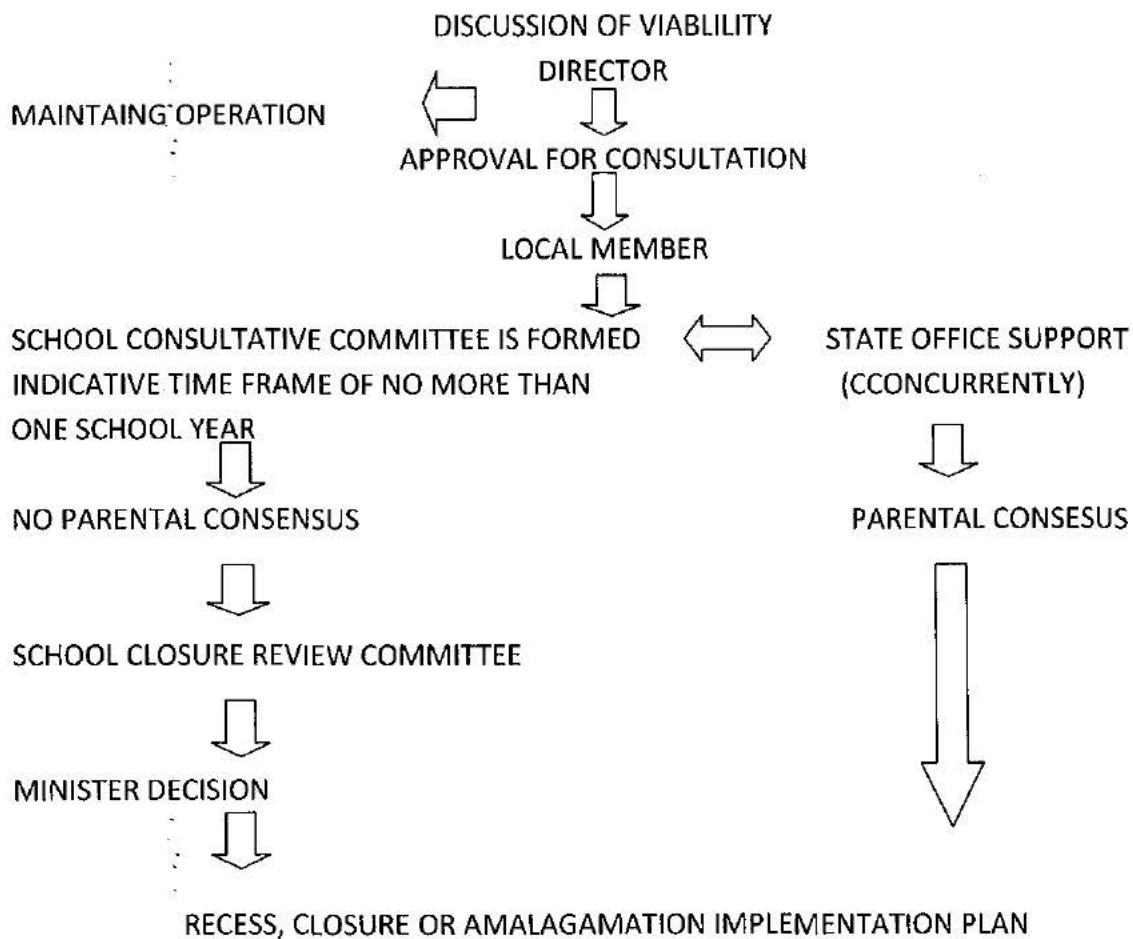 DISCUSSION OF VIABLILITY
DIRECTOR
MAINTAING OPERATION
APPROVAL FOR CONSULTATION
LOCAL MEMBER
SCHOOL CONSULTATIVE COMMITTEE IS FORMED
INDICATIVE TIME FRAME OF NO MORE THAN
ONE SCHOOL YEAR
STATE OFFICE SUPPORT
(CCONCURRENTLY)
NO PARENTAL CONSENSUS
PARENTAL CONSESUS
SCHOOL CLOSURE REVIEW COMMITTEE
MINISTER DECISION
RECESS, CLOSURE OR AMALAGAMATION IMPLEMENTATION PLAN